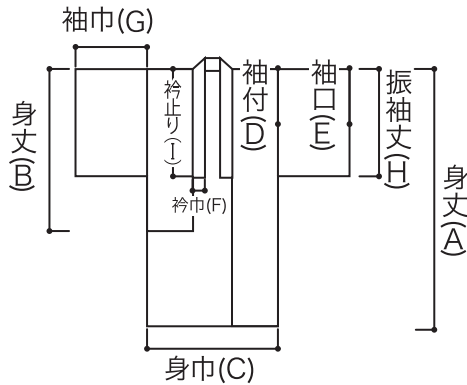 袖巾(G)
身丈(B)
衿止り(I)
衿巾(F)
袖付(D)
袖口(E)
振袖丈(H)
身丈(A)
身巾(C)